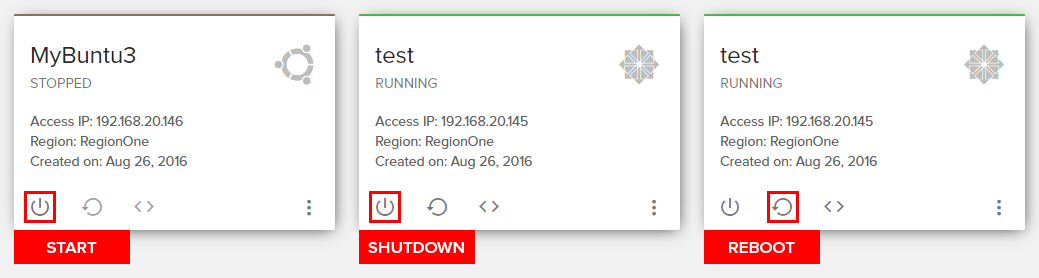 MyBuntu3
STOPPED
Access IP: 192.168.20.146
Region: RegionOne
Created on: Aug 26, 2016
START
test
RUNNING
Access IP: 192.168.20.145
Region: RegionOne
Created on: Aug 26, 2016
SHUTDOWN
test
RUNNING
Access IP: 192.168.20.145
Region: RegionOne
Created on: Aug 26, 2016
REBOOT